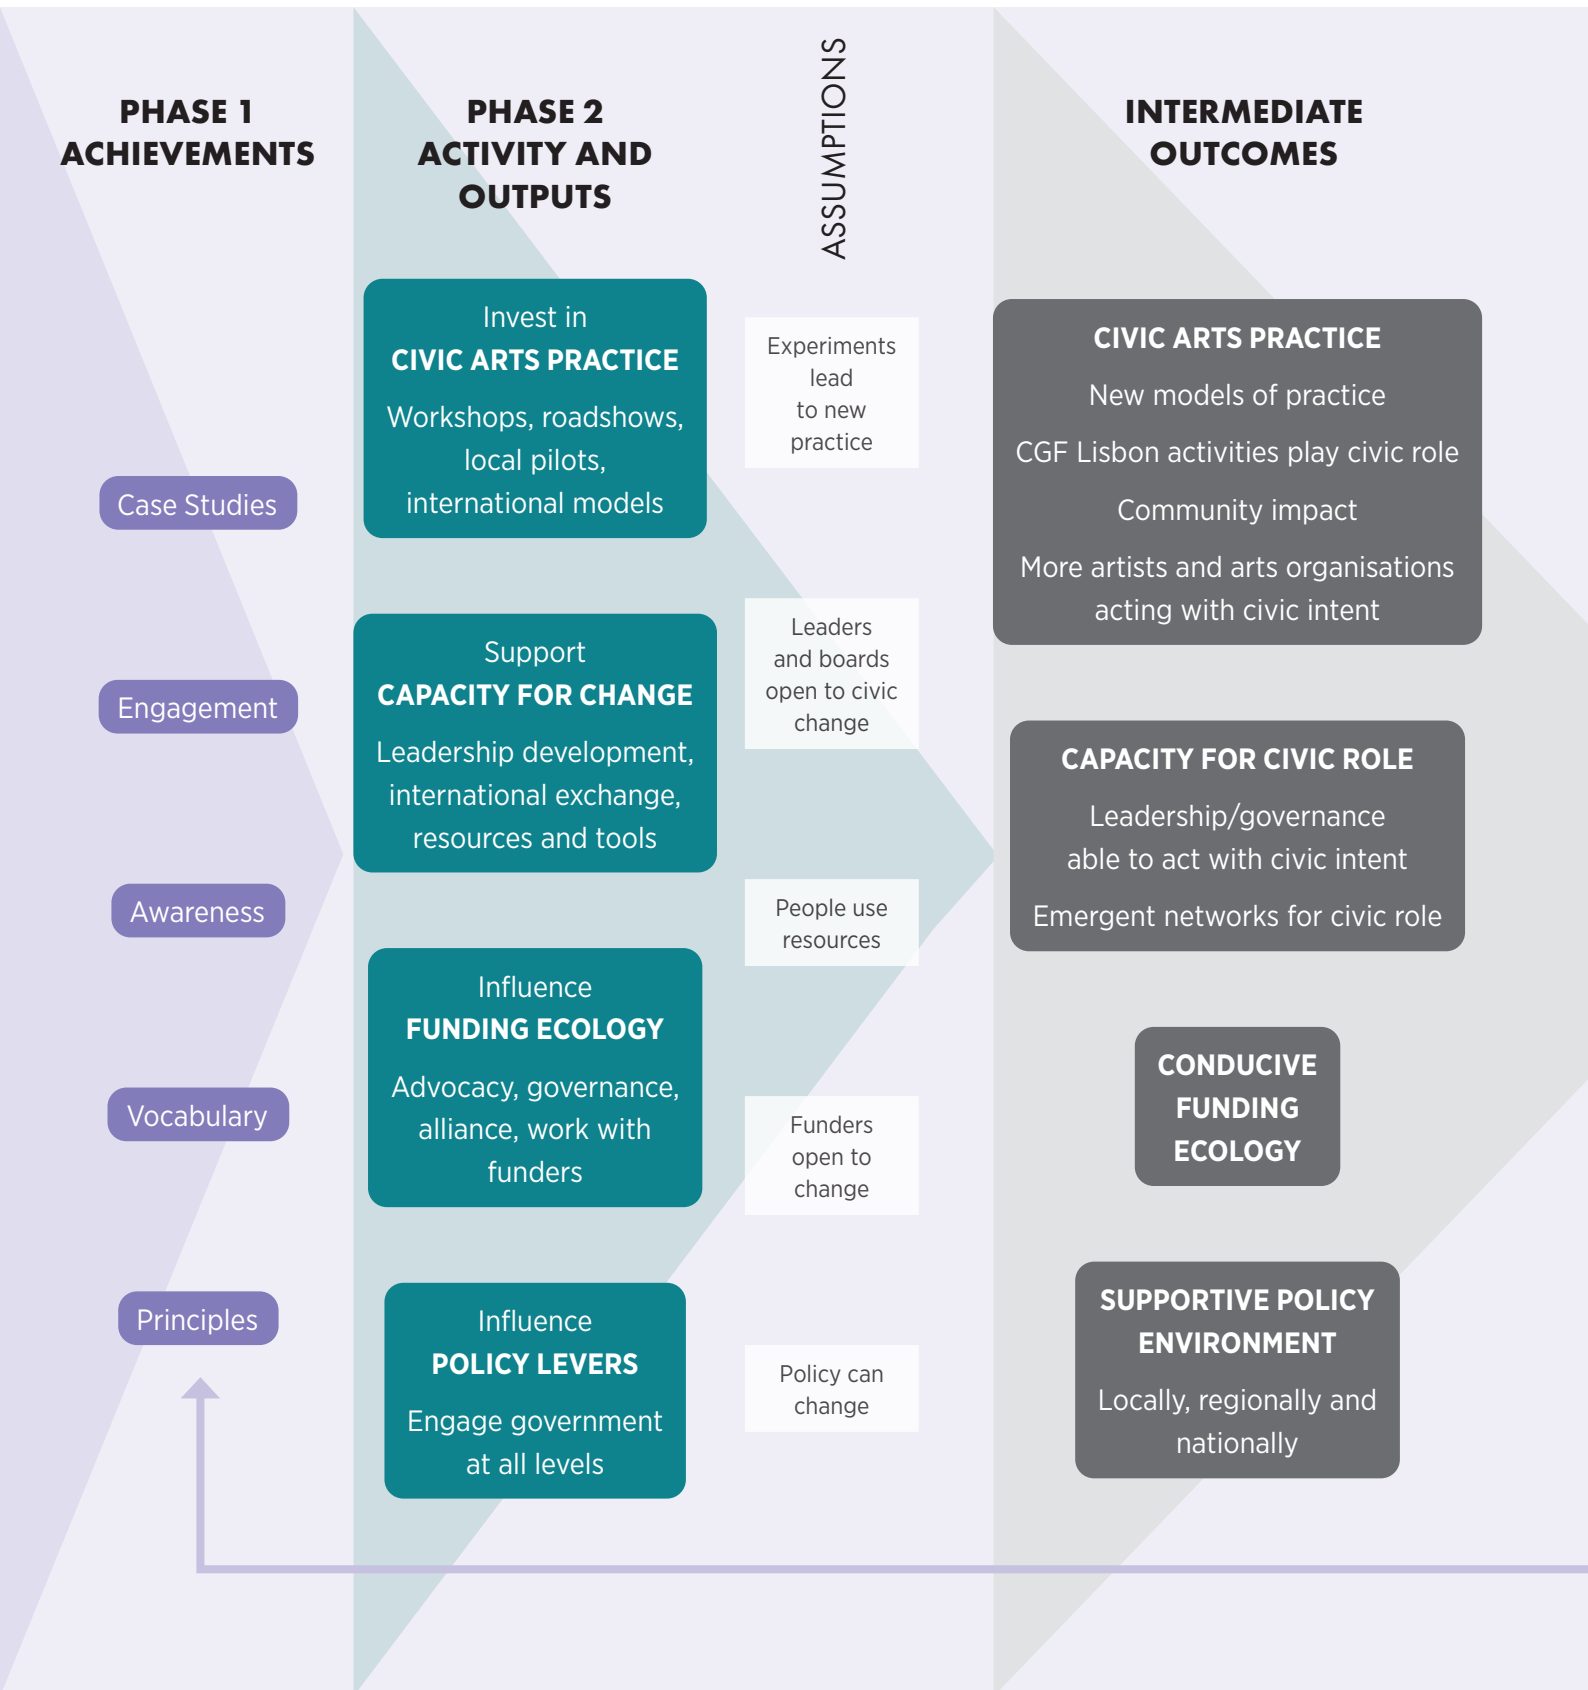 PHASE 1
ACHIEVEMENTS
Case Studies
Engagement
Awareness
Vocabulary
Principles
PHASE 2
ACTIVITY AND
OUTPUTS
Invest in
CIVIC ARTS PRACTICE
Workshops, roadshows,
local pilots,
international models
Support
CAPACITY FOR CHANGE
Leadership development,
international exchange,
resources and tools
Influence
FUNDING ECOLOGY
Advocacy, governance,
alliance, work with
funders
Influence
POLICY LEVERS
Engage government
at all levels
ASSUMPTIONS
Experiments
lead
to new
practice
Leaders
and boards
open to civic
change
People use
resources
Funders
open to
change
Policy can
change
INTERMEDIATE
OUTCOMES
CIVIC ARTS PRACTICE
New models of practice
CGF Lisbon activities play civic role
Community impact
More artists and arts organisations
acting with civic intent
CAPACITY FOR CIVIC ROLE
Leadership/governance
able to act with civic intent
Emergent networks for civic role
CONDUCIVE
FUNDING
ECOLOGY
SUPPORTIVE POLICY
ENVIRONMENT
Locally, regionally and
nationally